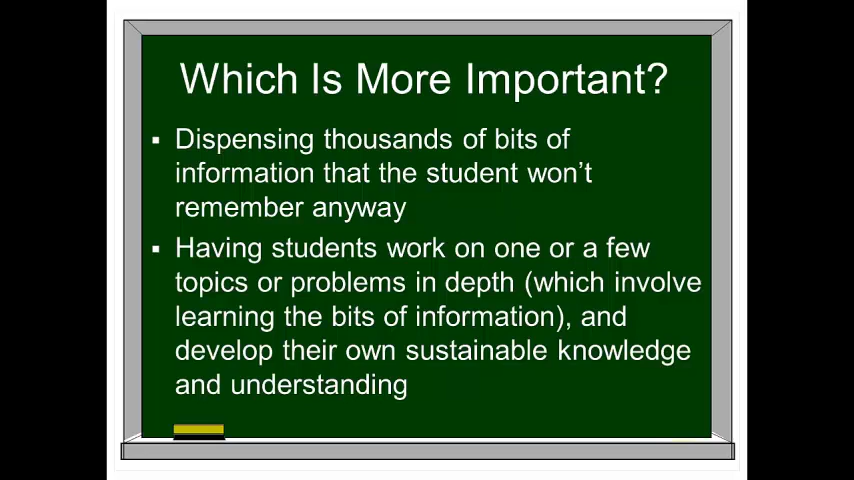 Which Is More Important?
▪ Dispensing thousands of bits of
information that the student won't
remember anyway
▪ Having students work on one or a few
topics or problems in depth (which involve
learning the bits of information), and
develop their own sustainable knowledge
and understanding